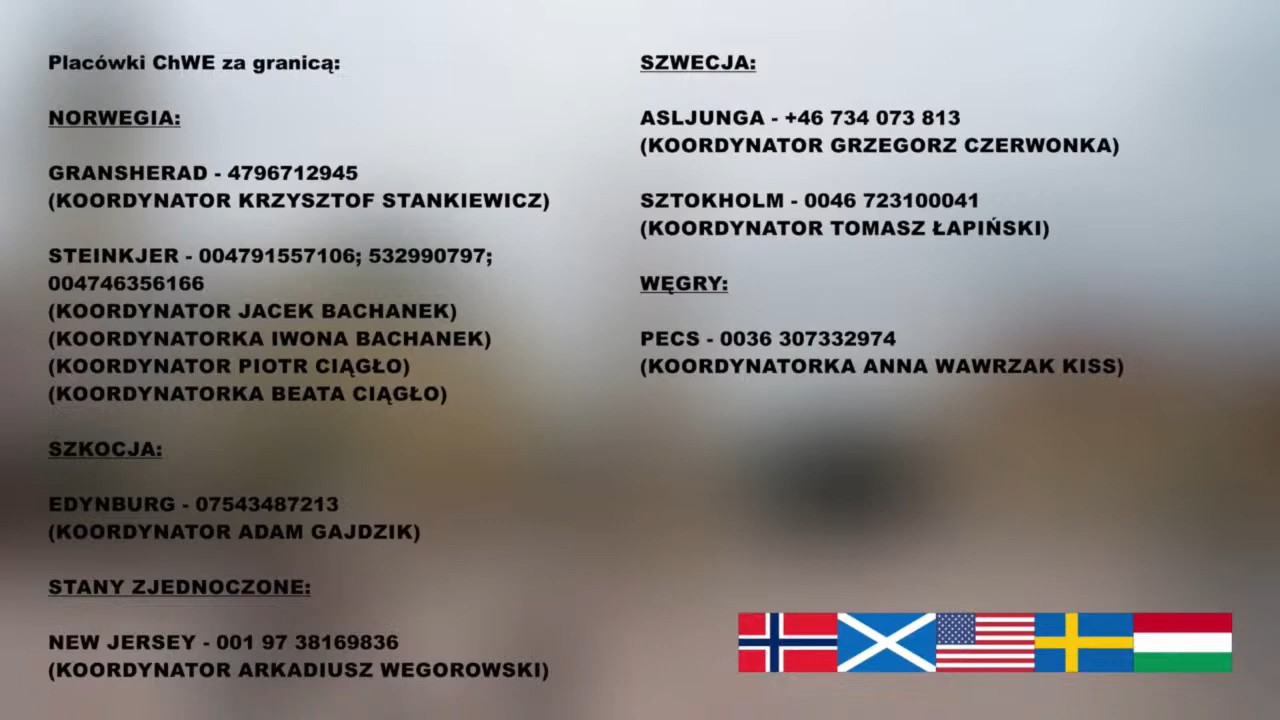 Placówki ChWE za granicą:
NORWEGIA:
GRANSHERAD - 4796712945
(KOORDYNATOR KRZYSZTOF STANKIEWICZ)
STEINKJER - 004791557106; 532990797;
004746356166
(KOORDYNATOR JACEK BACHANEK)
(KOORDYNATORKA IWONA BACHANEK)
(KOORDYNATOR PIOTR CIĄGŁO)
(KOORDYNATORKA BEATA CIĄGŁO)
SZKOCJA:
EDYNBURG - 07543487213
(KOORDYNATOR ADAM GAJDZIK)
STANY ZJEDNOCZONE:
NEW JERSEY - 001 97 38169836
(KOORDYNATOR ARKADIUSZ WEGOROWSKI)
SZWECJA:
ASLJUNGA - +46 734 073 813
(KOORDYNATOR GRZEGORZ CZERWONKA)
SZTOKHOLM - 0046 723100041
(KOORDYNATOR TOMASZ ŁAPIŃSKI)
WĘGRY:
PECS - 0036 307332974
(KOORDYNATORKA ANNA WAWRZAK KISS)